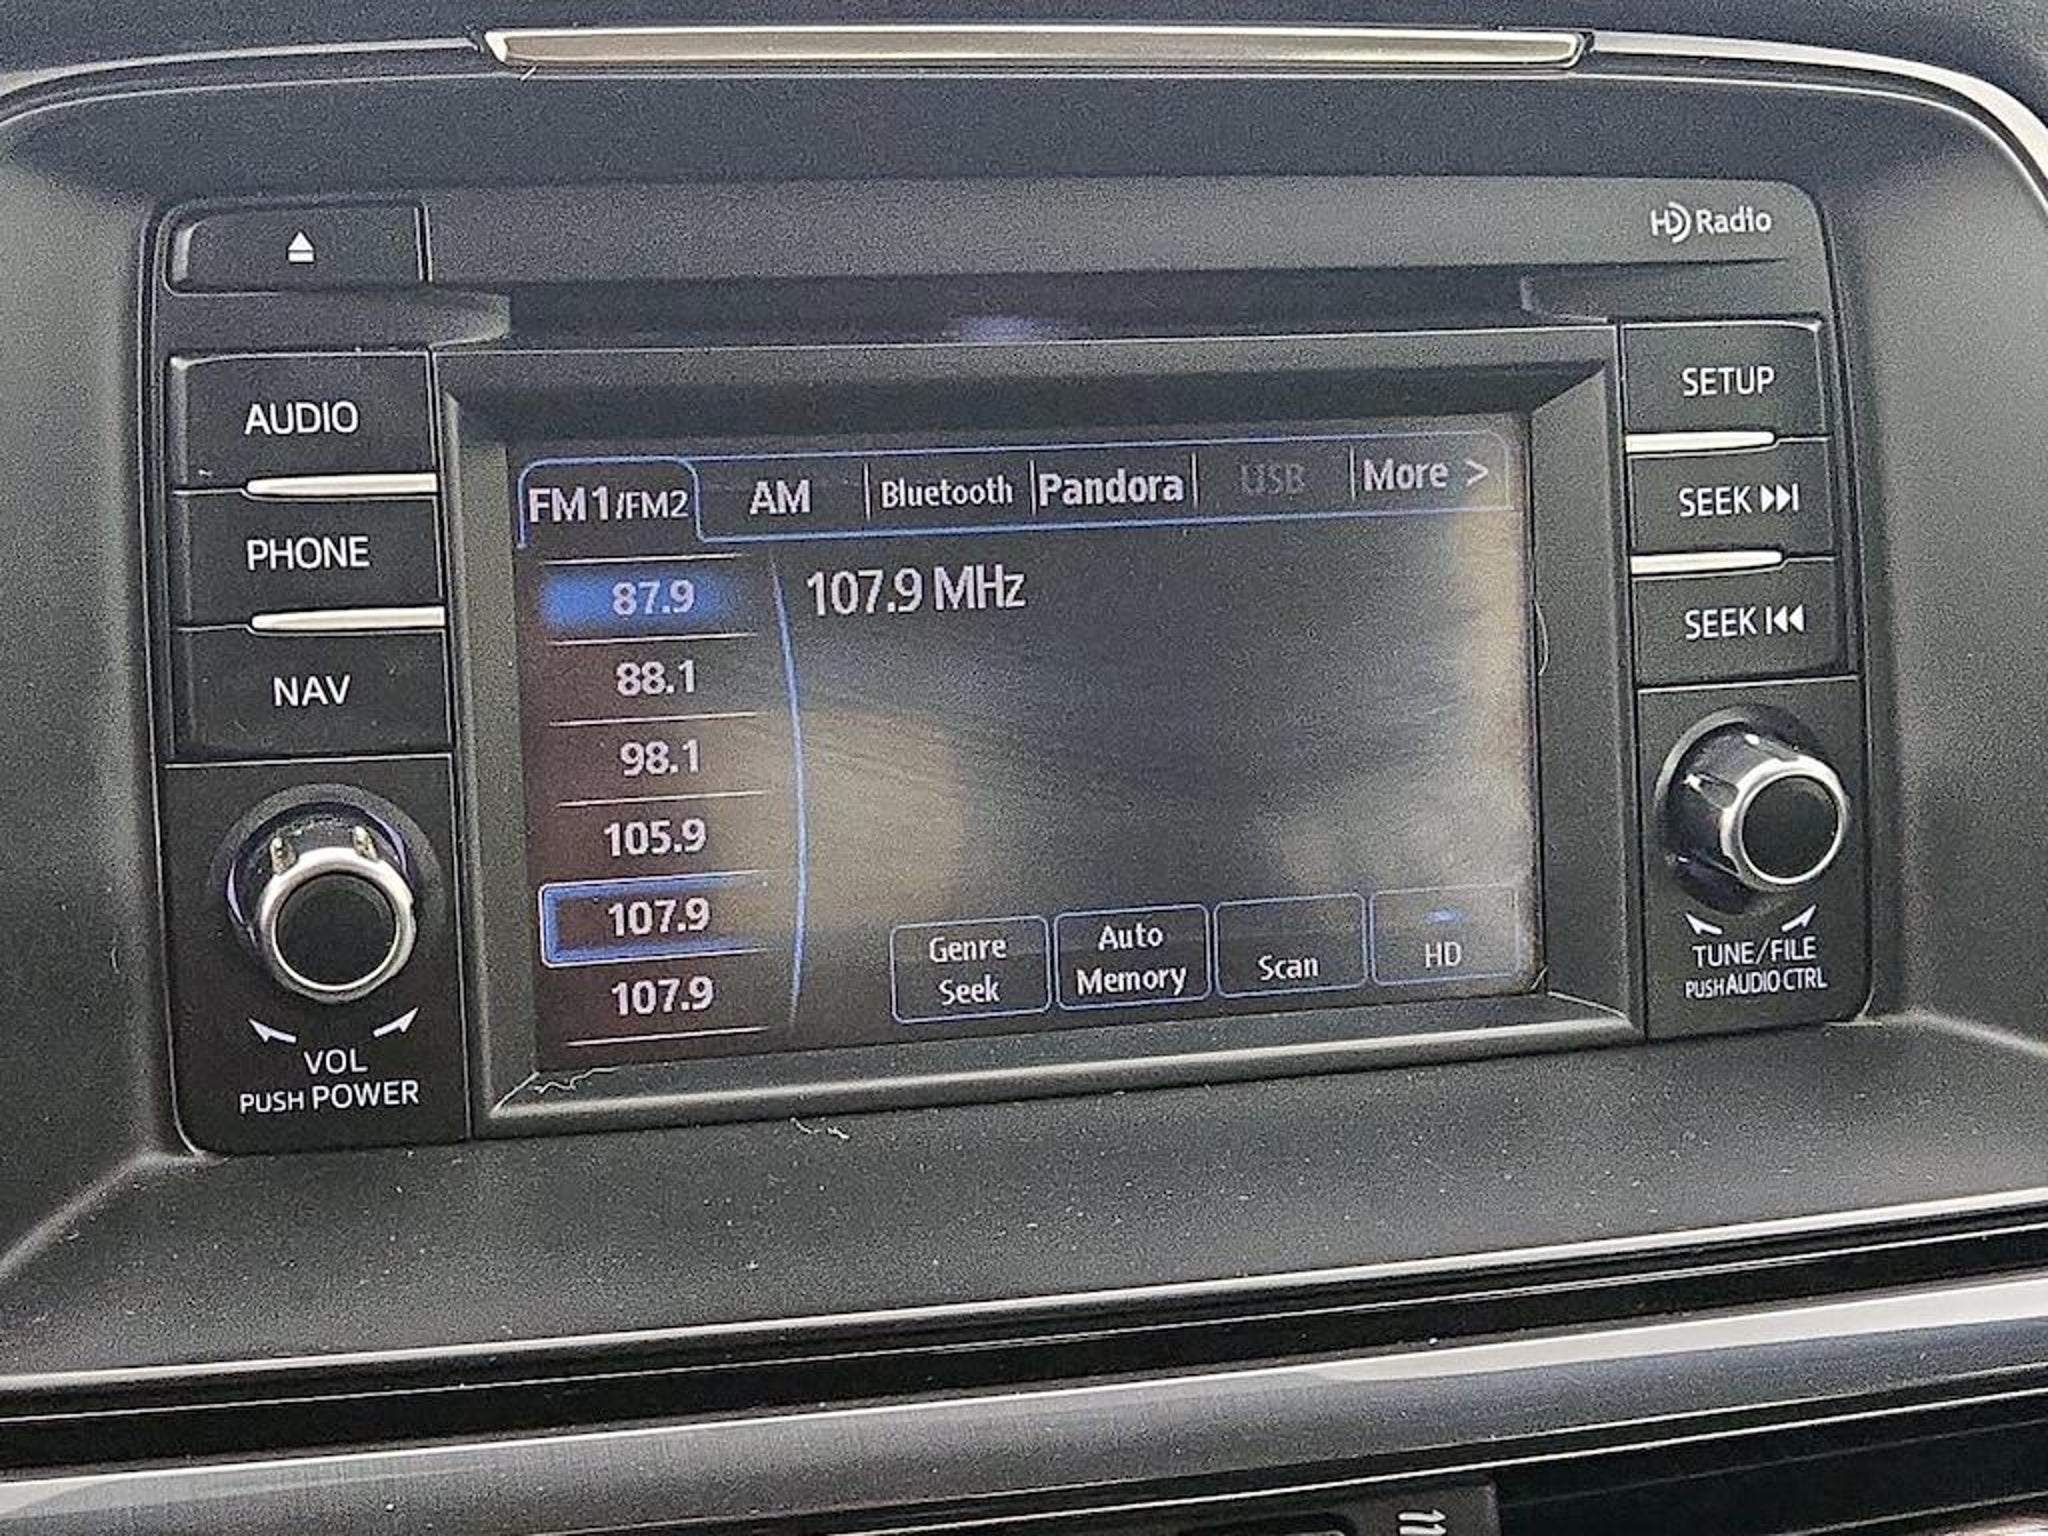 HD Radio
AUDIO
PHONE
NAV
VOL
PUSH POWER
FM1/FM2
AM
Bluetooth
Pandora
USB
More >
87.9
88.1
98.1
105.9
107.9
107.9
107.9 MHz
Genre
Seek
Auto
Memory
Scan
HD
SETUP
SEEK
SEEK
TUNE/FILE
PUSH AUDIO CTRL